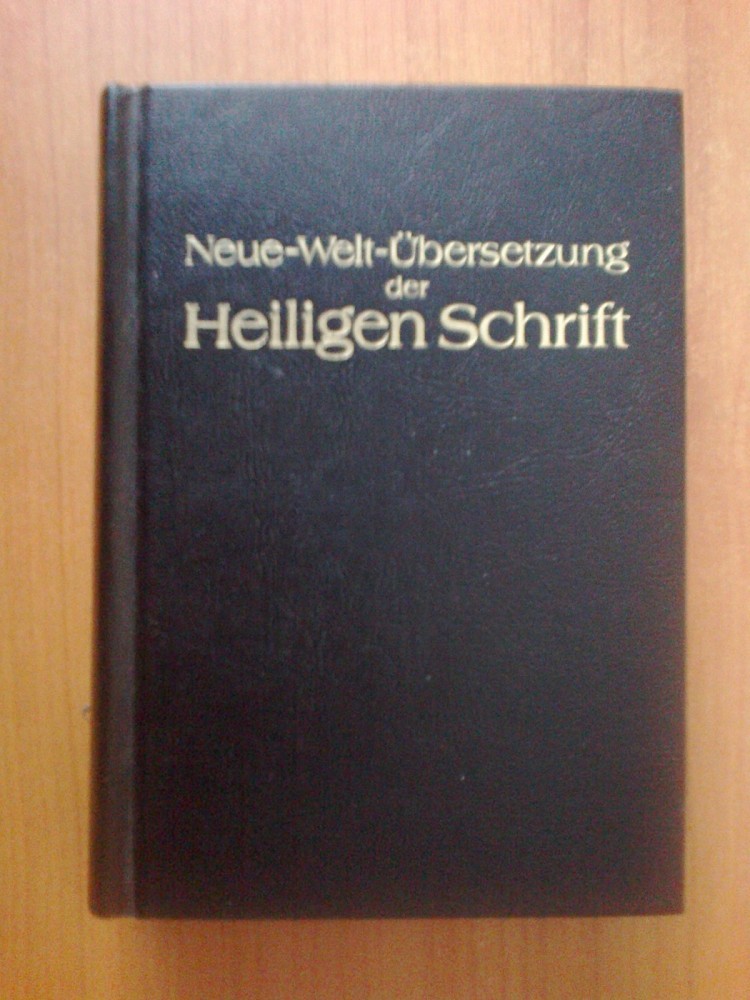 Neue-Welt-Übersetzung
der
Heiligen Schrift